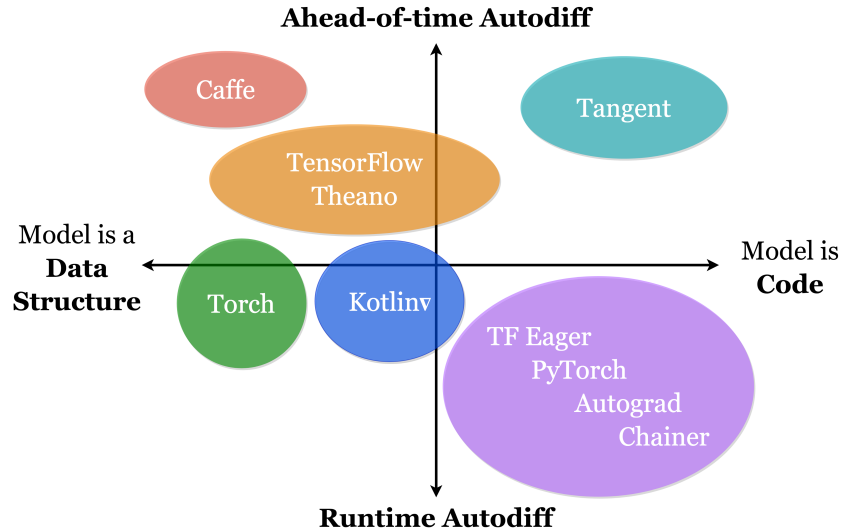 Ahead-of-time Autodiff
Caffe
Tangent
TensorFlow
Theano
Model is a
Data
Structure
Model is
Code
Torch
Kotlin∇
TF Eager
PyTorch
Autograd
Chainer
Runtime Autodiff